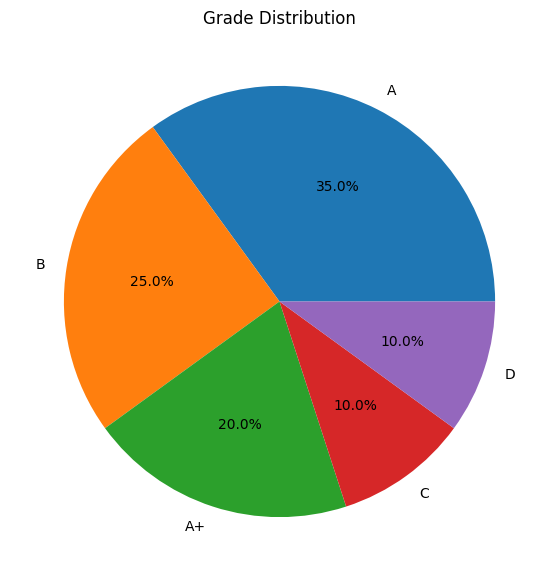 Grade Distribution
A
35.0%
B
25.0%
10.0%
D
10.0%
20.0%
C
A+